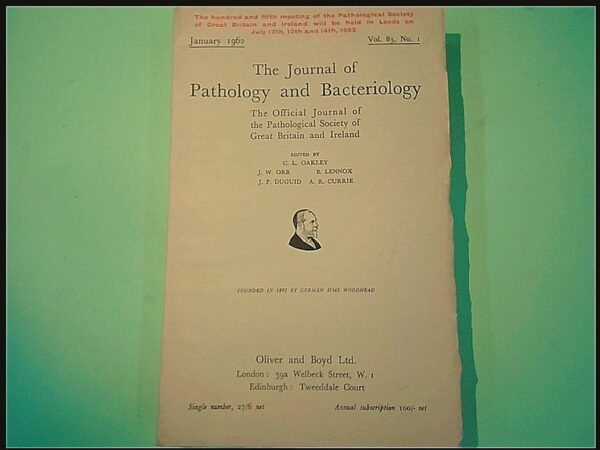 The hundred and fifth meeting of the Pathological Society
of Great Britain and Ireland will be held in Leeds on
July 12th, 13th and 14th, 1962
January 1962 Vol. 83, No. 1
The Journal of
Pathology and Bacteriology
The Official Journal of
the Pathological Society of
Great Britain and Ireland
EDITED BY
C. L. OAKLEY
J. W. ORR B. LENNOX
J. P. DUGUID A. R. CURRIE
FOUNDED IN 1892 BY GERMAN SIMS WOODHEAD
Oliver and Boyd Ltd.
London: 39a Welbeck Street, W. 1
Edinburgh: Tweeddale Court
Single number, 27/6 net Annual subscription 100/- net